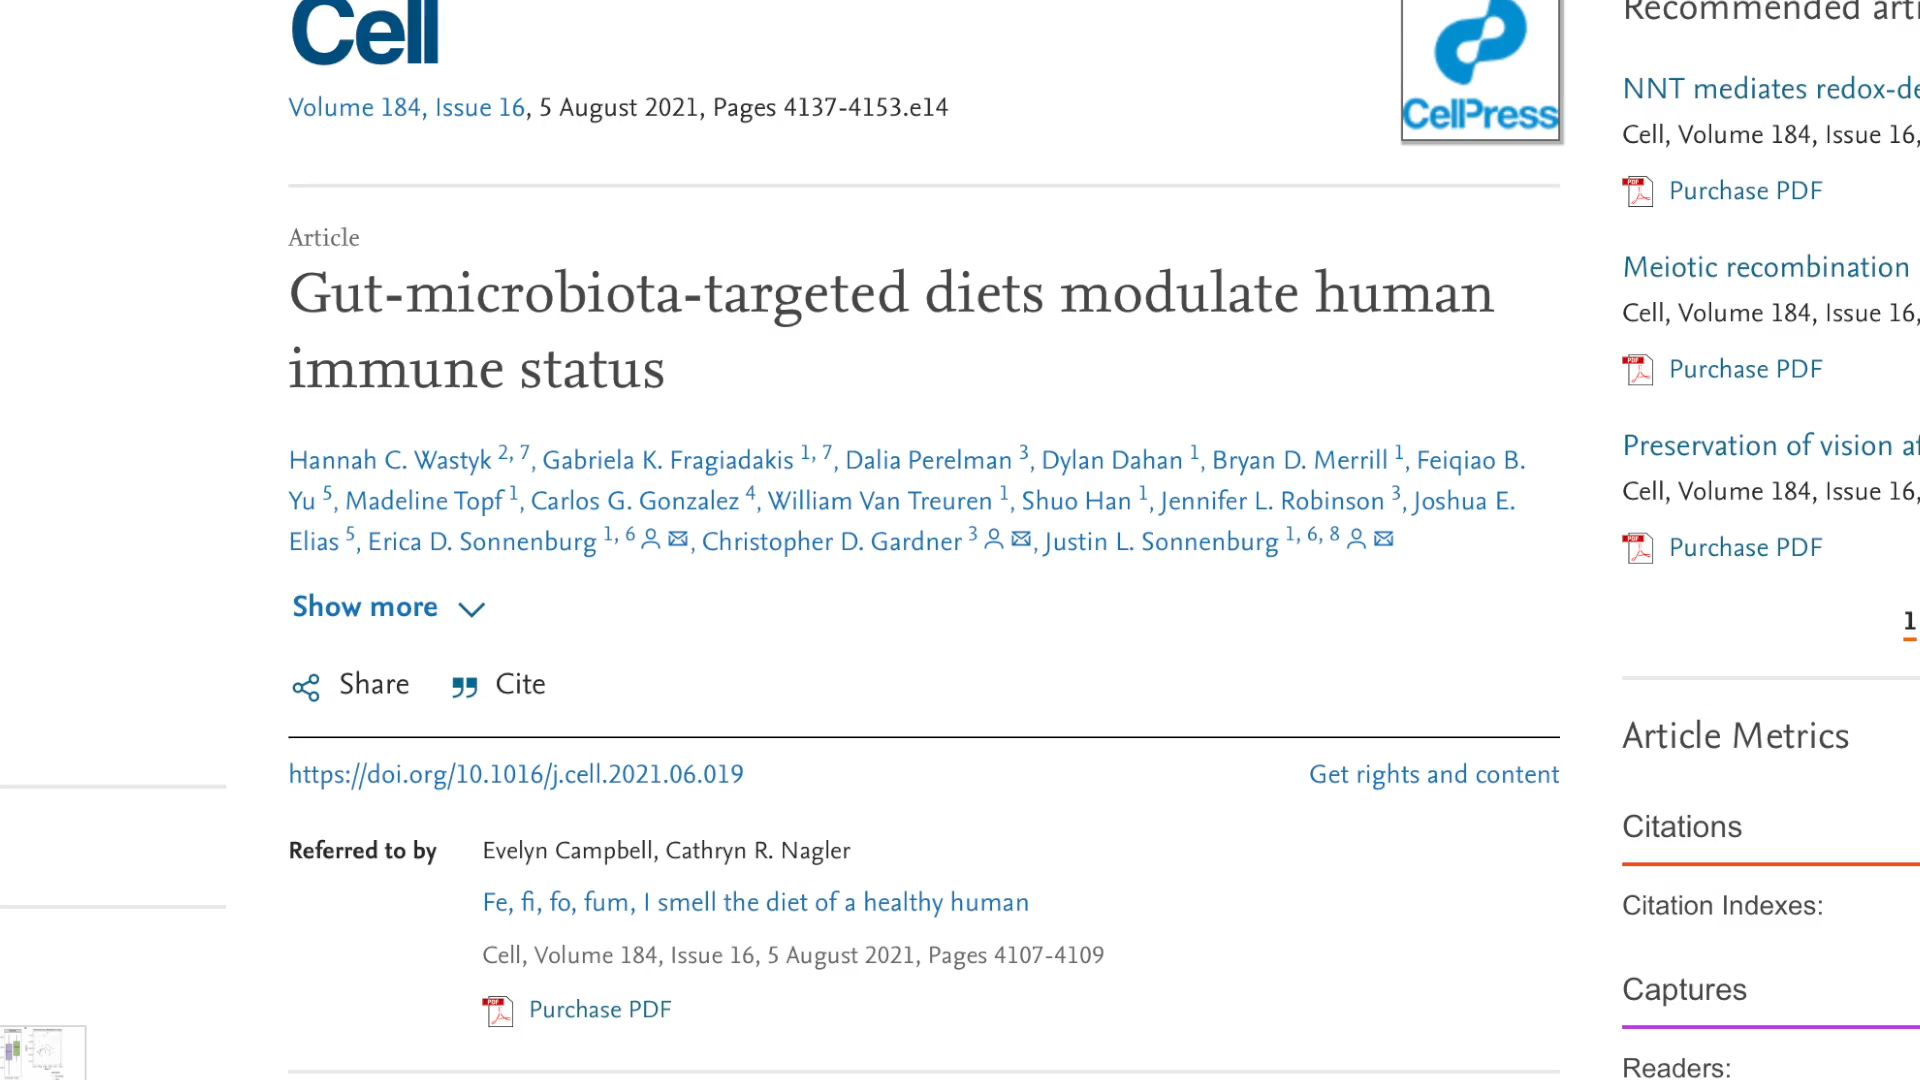 Cell
Volume 184, Issue 16, 5 August 2021, Pages 4137-4153.e14
CellPress
Article
Gut-microbiota-targeted diets modulate human
immune status
Hannah C. Wastyk 2, 7, Gabriela K. Fragiadakis 1, 7, Dalia Perelman 3, Dylan Dahan 1, Bryan D. Merrill 1, Feiqiao B.
Yu 5, Madeline Topf 1, Carlos G. Gonzalez 4, William Van Treuren 1, Shuo Han 1, Jennifer L. Robinson 3, Joshua E.
Elias 5, Erica D. Sonnenburg 1, 6, Christopher D. Gardner 3, Justin L. Sonnenburg 1, 6, 8
Show more
Share Cite
https://doi.org/10.1016/j.cell.2021.06.019 Get rights and content
Referred to by Evelyn Campbell, Cathryn R. Nagler
Fe, fi, fo, fum, I smell the diet of a healthy human
Cell, Volume 184, Issue 16, 5 August 2021, Pages 4107-4109
PDF Purchase PDF
Recommended arti
NNT mediates redox-de
Cell, Volume 184, Issue 16,
PDF Purchase PDF
Meiotic recombination
Cell, Volume 184, Issue 16,
PDF Purchase PDF
Preservation of vision af
Cell, Volume 184, Issue 16,
PDF Purchase PDF
1
Article Metrics
Citations
Citation Indexes:
Captures
Readers: